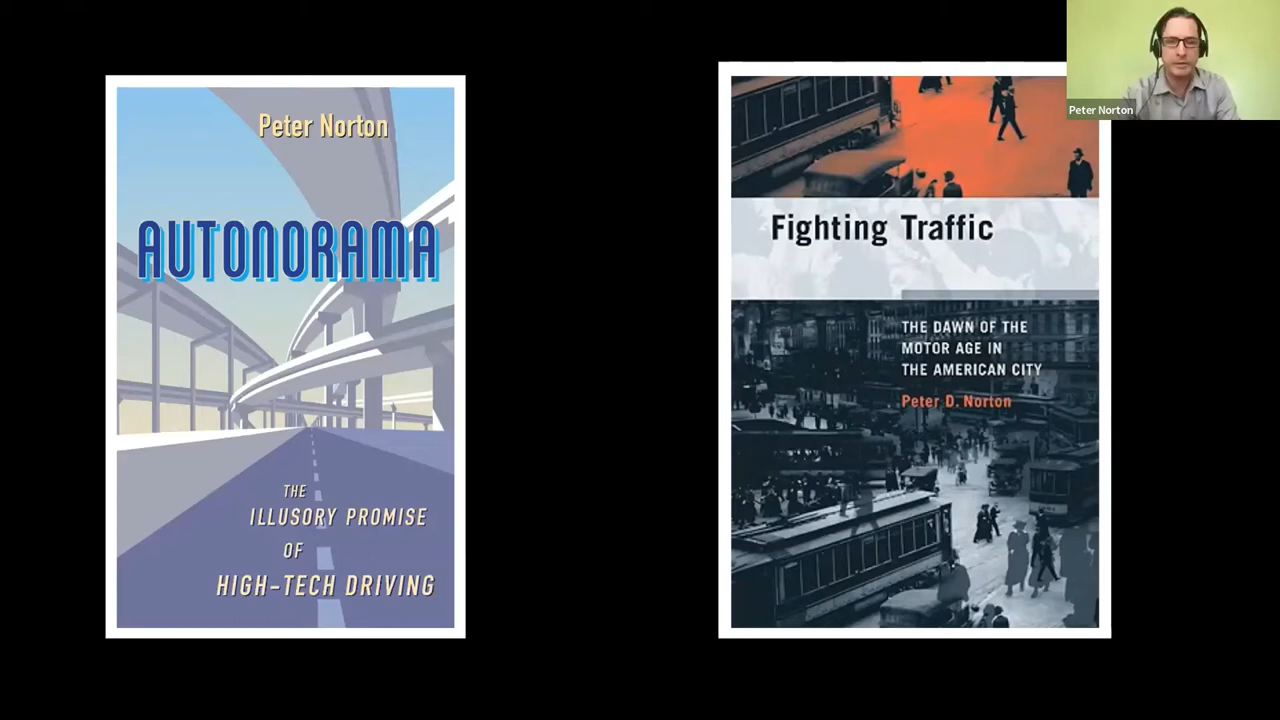 Peter Norton
AUTONORAMA
THE
ILLUSORY PROMISE
OF
HIGH-TECH DRIVING
Fighting Traffic
THE DAWN OF THE
MOTOR AGE IN
THE AMERICAN CITY
Peter D. Norton
Peter Norton